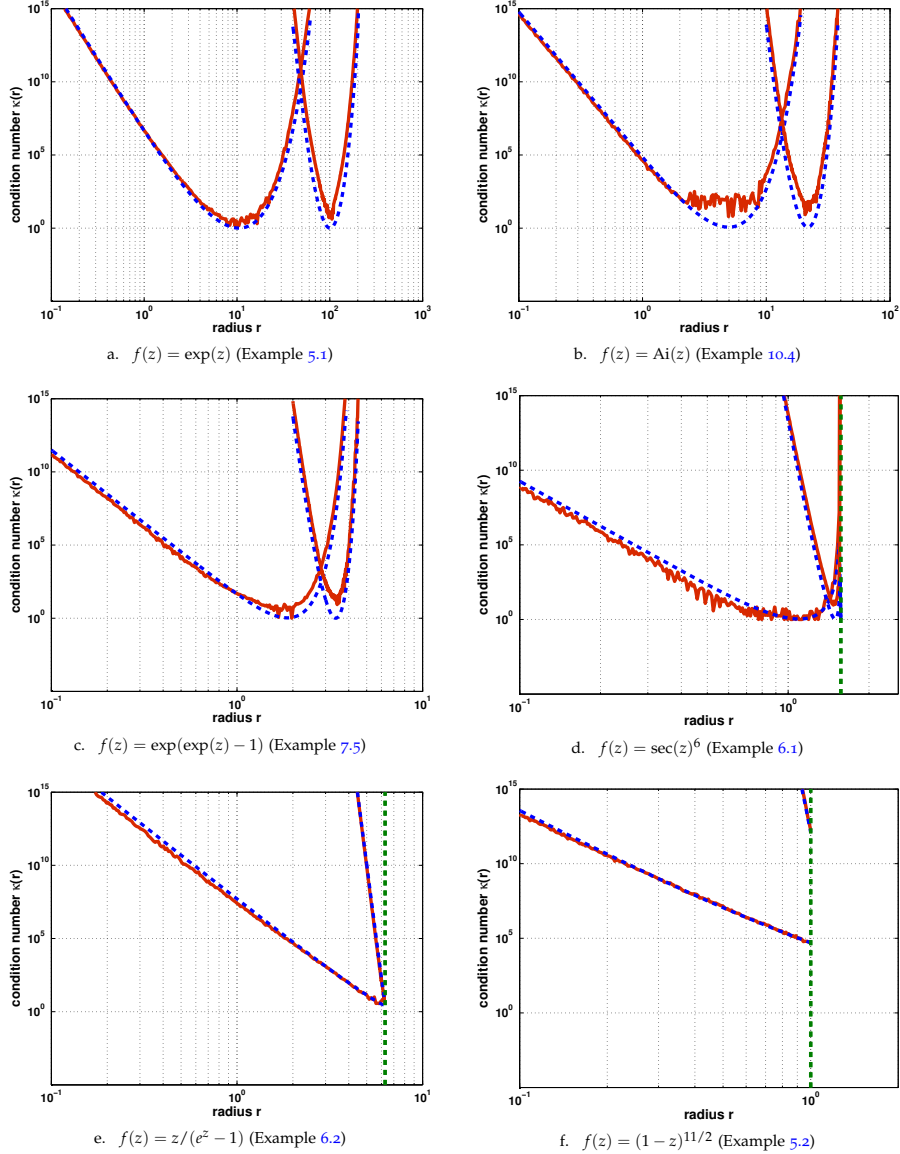 10^15
10^10
10^5
10^0
condition number κ(r)
10^−1
10^0
10^1
10^2
10^3
radius r
a. f(z) = exp(z) (Example 5.1)
10^15
10^10
10^5
10^0
condition number κ(r)
10^−1
10^0
10^1
10^2
radius r
b. f(z) = Ai(z) (Example 10.4)
10^15
10^10
10^5
10^0
condition number κ(r)
10^−1
10^0
10^1
radius r
c. f(z) = exp(exp(z) − 1) (Example 7.5)
10^15
10^10
10^5
10^0
condition number κ(r)
10^−1
10^0
radius r
d. f(z) = sec(z)^6 (Example 6.1)
10^15
10^10
10^5
10^0
condition number κ(r)
10^−1
10^0
10^1
radius r
e. f(z) = z/(e^z − 1) (Example 6.2)
10^15
10^10
10^5
10^0
condition number κ(r)
10^−1
10^0
radius r
f. f(z) = (1 − z)^{11/2} (Example 5.2)